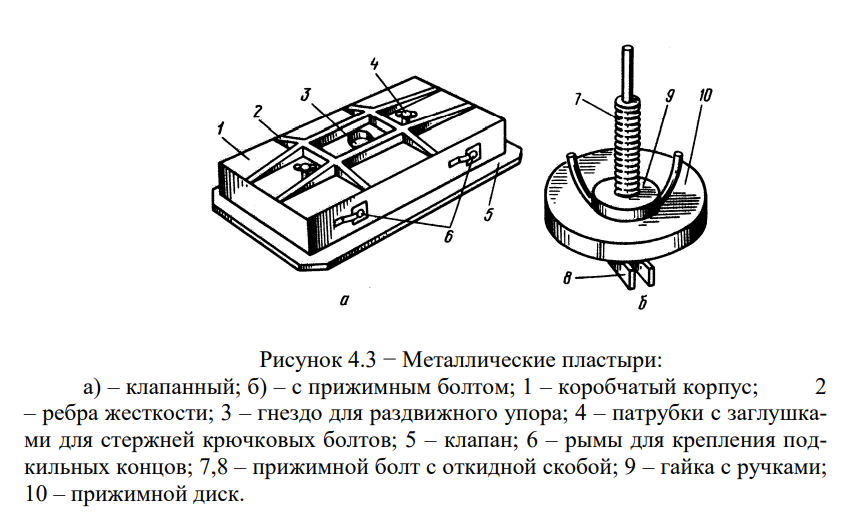 4
3
2
1
5
6
а
7
9
10
8
б
Рисунок 4.3 − Металлические пластыри:
а) – клапанный; б) – с прижимным болтом; 1 – коробчатый корпус; 2
– ребра жесткости; 3 – гнездо для раздвижного упора; 4 – патрубки с заглушка-
ми для стержней крючковых болтов; 5 – клапан; 6 – рымы для крепления под-
кильных концов; 7,8 – прижимной болт с откидной скобой; 9 – гайка с ручками;
10 – прижимной диск.